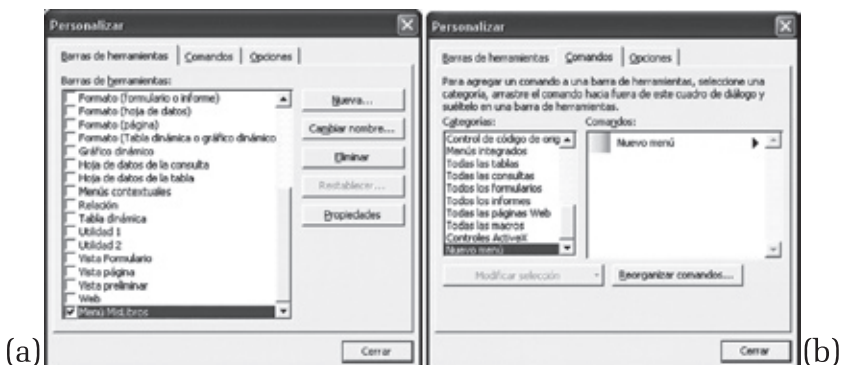 Personalizar
Barras de herramientas Comandos Opciones
Barras de herramientas:
Formato (formulario o informe)
Formato (hoja de datos)
Formato (página)
Formato (Tabla dinámica o gráfico dinámico
Gráfico dinámico
Hoja de datos de la consulta
Hoja de datos de la tabla
Menús contextuales
Relación
Tabla dinámica
Utilidad 1
Utilidad 2
Vista Formulario
Vista página
Vista preliminar
Web
Menú MisLibros
Nueva...
Cambiar nombre...
Eliminar
Restablecer...
Propiedades
Cerrar
(a)
Personalizar
Barras de herramientas Comandos Opciones
Para agregar un comando a una barra de herramientas, seleccione una
categoría, arrastre el comando hacia fuera de este cuadro de diálogo y
suéltelo en una barra de herramientas.
Categorías:
Control de código de orig
Menús integrados
Todas las tablas
Todas las consultas
Todos los formularios
Todos los informes
Todas las páginas Web
Todas las macros
Controles ActiveX
Nuevo menú
Comandos:
Nuevo menú
Modificar selección
Reorganizar comandos...
Cerrar
(b)